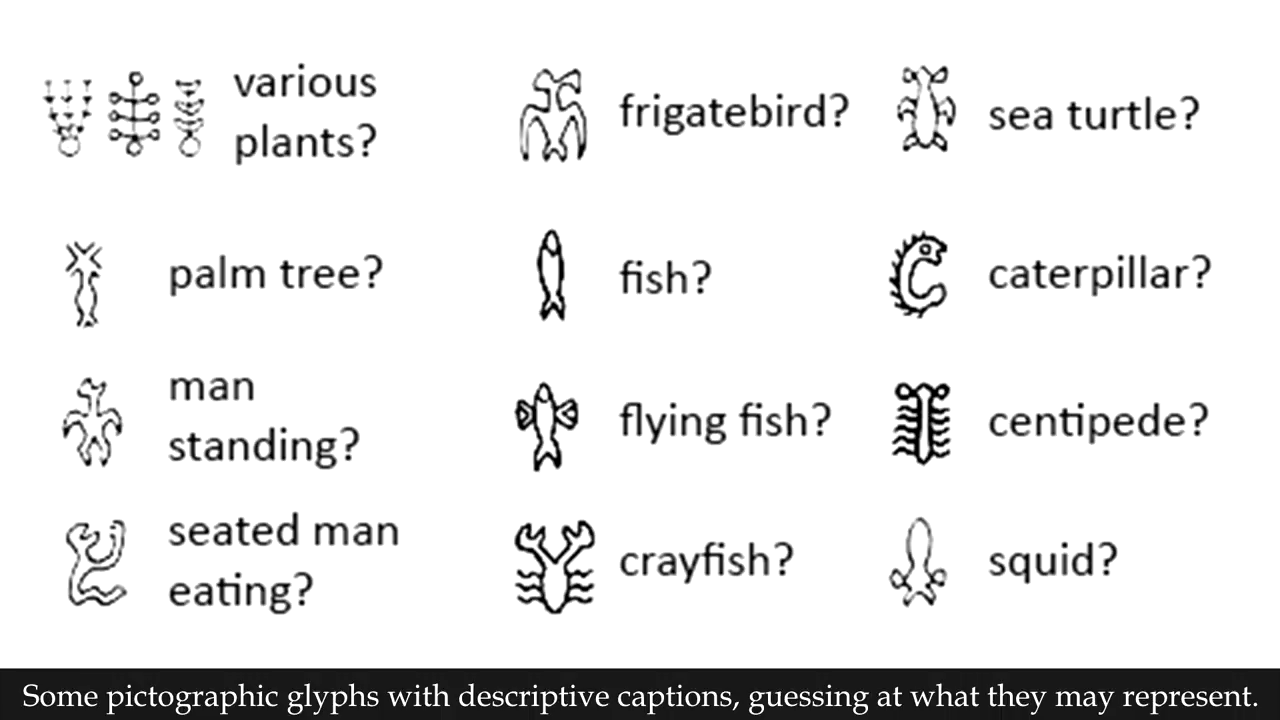 various
plants?
frigatebird?
sea turtle?
palm tree?
fish?
caterpillar?
man
standing?
flying fish?
centipede?
seated man
eating?
crayfish?
squid?
Some pictographic glyphs with descriptive captions, guessing at what they may represent.